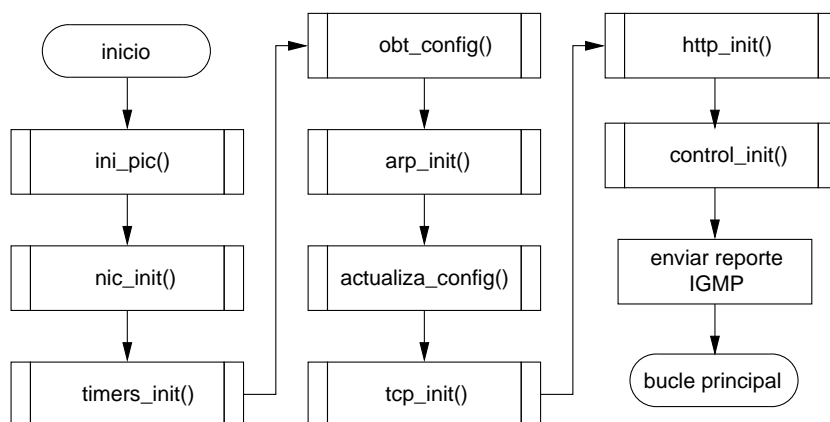 inicio
ini_pic()
nic_init()
timers_init()
obt_config()
arp_init()
actualiza_config()
tcp_init()
http_init()
control_init()
enviar reporte
IGMP
bucle principal